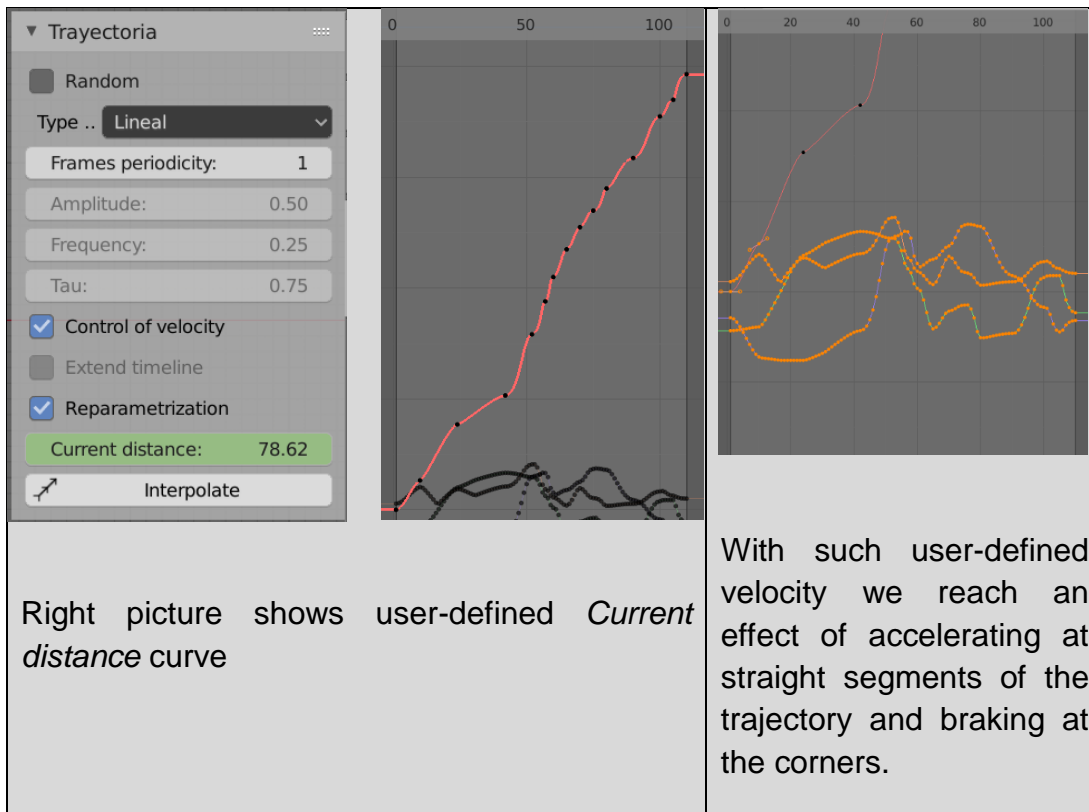 Trayectoria
Random
Type .. Lineal
Frames periodicity: 1
Amplitude: 0.50
Frequency: 0.25
Tau: 0.75
Control of velocity
Extend timeline
Reparametrization
Current distance: 78.62
Interpolate
0 50 100
0 20 40 60 80 100
Right picture shows user-defined Current
distance curve
With such user-defined
velocity we reach an
effect of accelerating at
straight segments of the
trajectory and braking at
the corners.